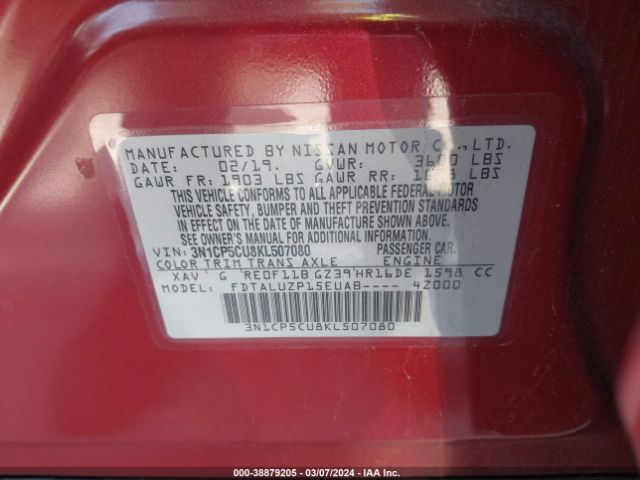 MANUFACTURED BY NISSAN MOTOR CO., LTD.
DATE: 02/19. GVWR: 3600 LBS
GAWR FR: 1903 LBS GAWR RR: LBS
THIS VEHICLE CONFORMS TO ALL APPLICABLE FEDERAL MOTOR
VEHICLE SAFETY, BUMPER AND THEFT PREVENTION STANDARDS
IN EFFECT ON THE DATE OF MANUFACTURE SHOWN ABOVE.
SEE OWNER'S MANUAL FOR ADDITIONAL INFORMATION.
VIN: 3N1CP5CU8KL507080 PASSENGER CAR.
COLOR TRIM TRANS AXLE ENGINE
XAV G RE0F11B GZ39 HR16DE 1598 CC
MODEL: FDTALUZP15EUAB---- 4Z000
3N1CP5CU8KL507080
STOCK: 38879205 — 03/07/2024 — IAA Inc.